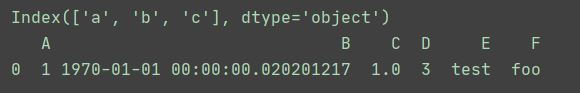 Index(['a', 'b', 'c'], dtype='object')
A B C D E F
0 1 1970-01-01 00:00:00.020201217 1.0 3 test foo